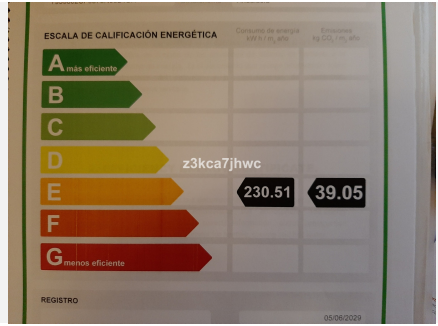 ESCALA DE CALIFICACIÓN ENERGÉTICA
Consumo de energía
kW h / m² año
Emisiones
kg CO₂ / m² año
A más eficiente
B
C
D
z3kca7jhwc
E
230.51
39.05
F
G menos eficiente
REGISTRO
05/06/2029